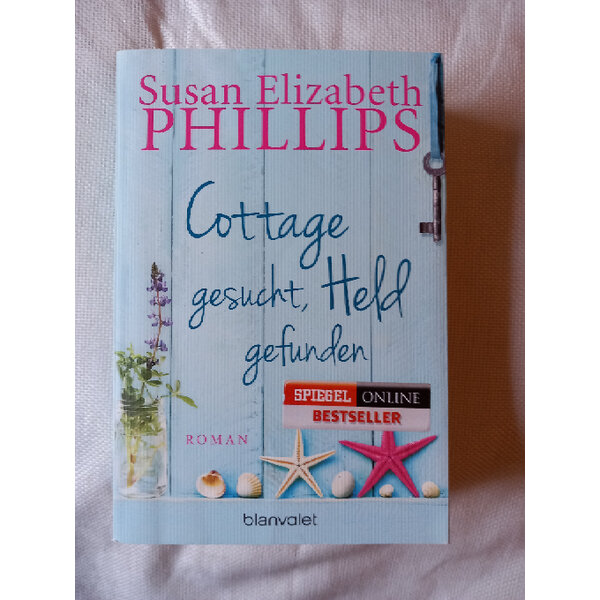 Susan Elizabeth
PHILLIPS
Cottage
gesucht, Held
gefunden
SPIEGEL ONLINE
BESTSELLER
ROMAN
blanvalet